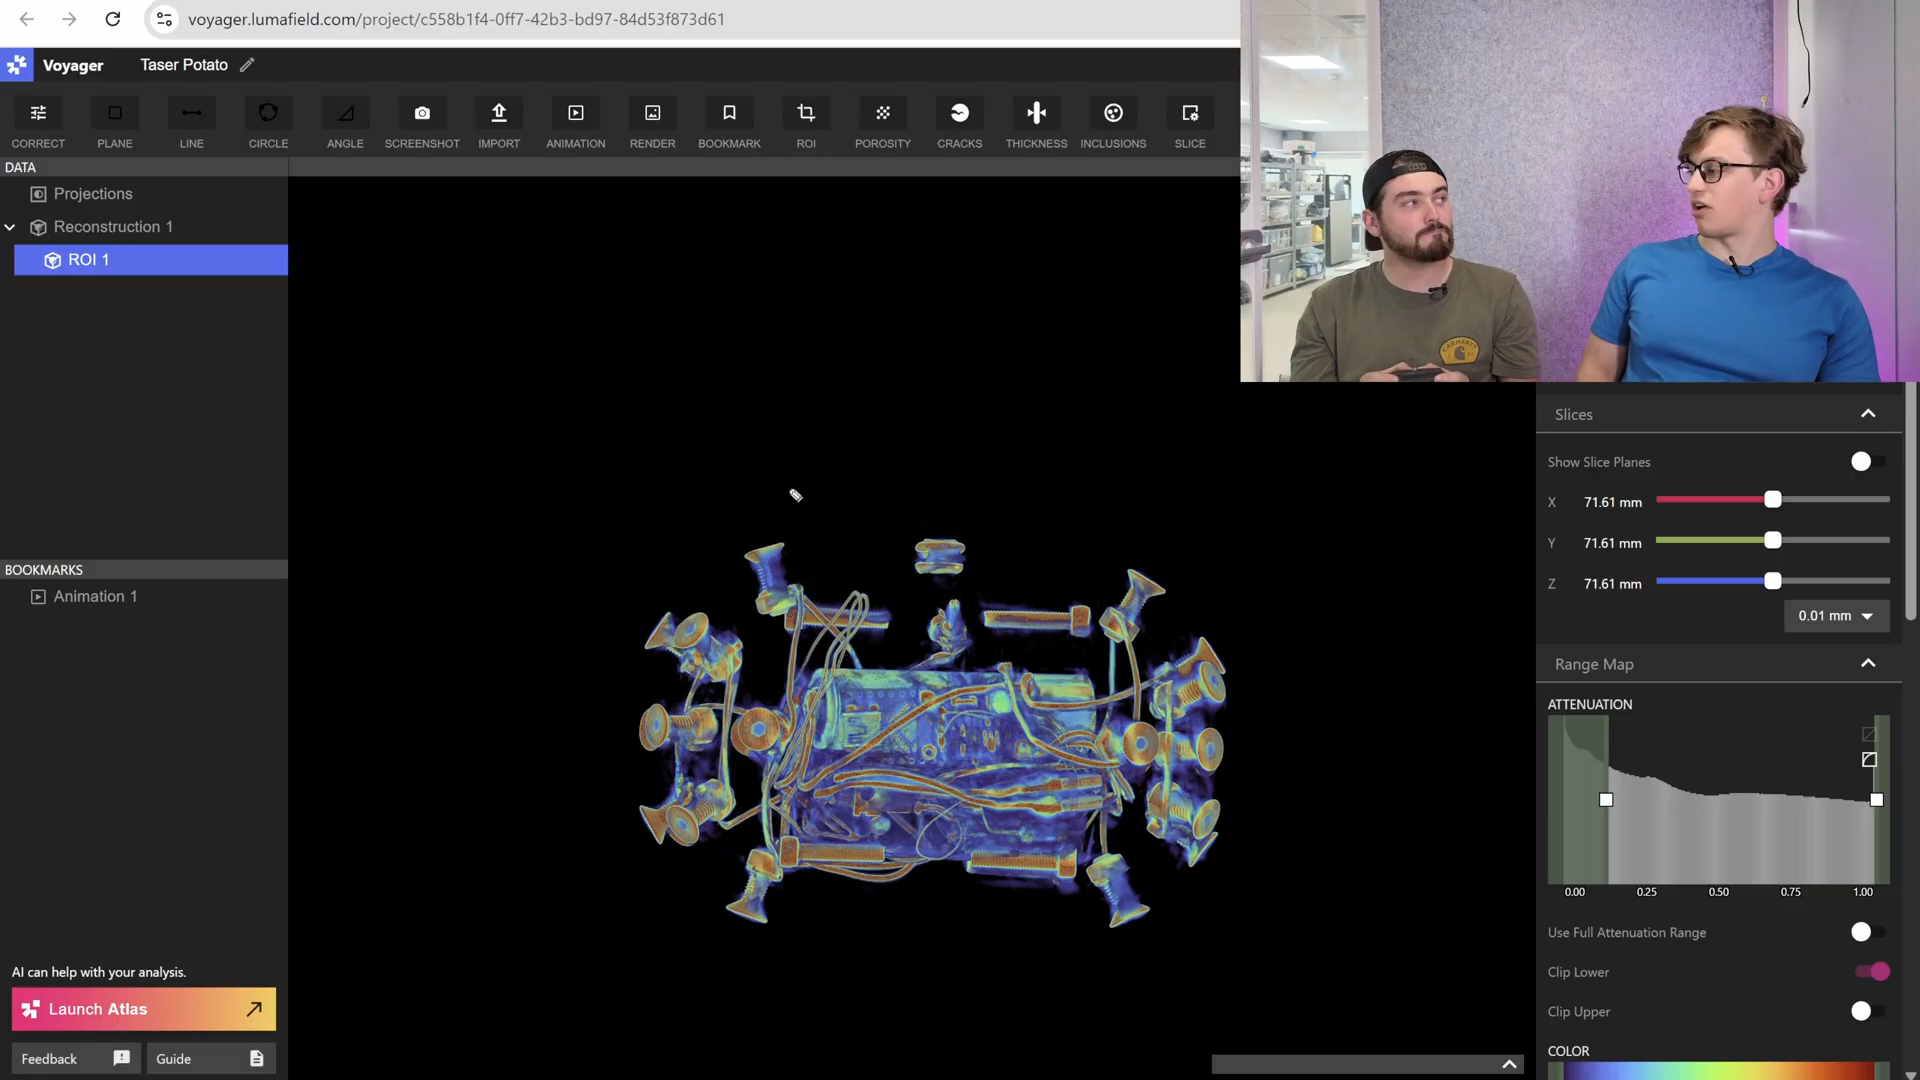 voyager.lumafield.com/project/c558b1f4-0ff7-42b3-bd97-84d53f873d61
Voyager
Taser Potato
CORRECT
PLANE
LINE
CIRCLE
ANGLE
SCREENSHOT
IMPORT
ANIMATION
RENDER
BOOKMARK
ROI
POROSITY
CRACKS
THICKNESS
INCLUSIONS
SLICE
DATA
Projections
Reconstruction 1
ROI 1
CARHARTT
Slices
Show Slice Planes
X 71.61 mm
Y 71.61 mm
Z 71.61 mm
0.01 mm
Range Map
ATTENUATION
0.00 0.25 0.50 0.75 1.00
Use Full Attenuation Range
Clip Lower
Clip Upper
COLOR
BOOKMARKS
Animation 1
AI can help with your analysis.
Launch Atlas
Feedback
Guide